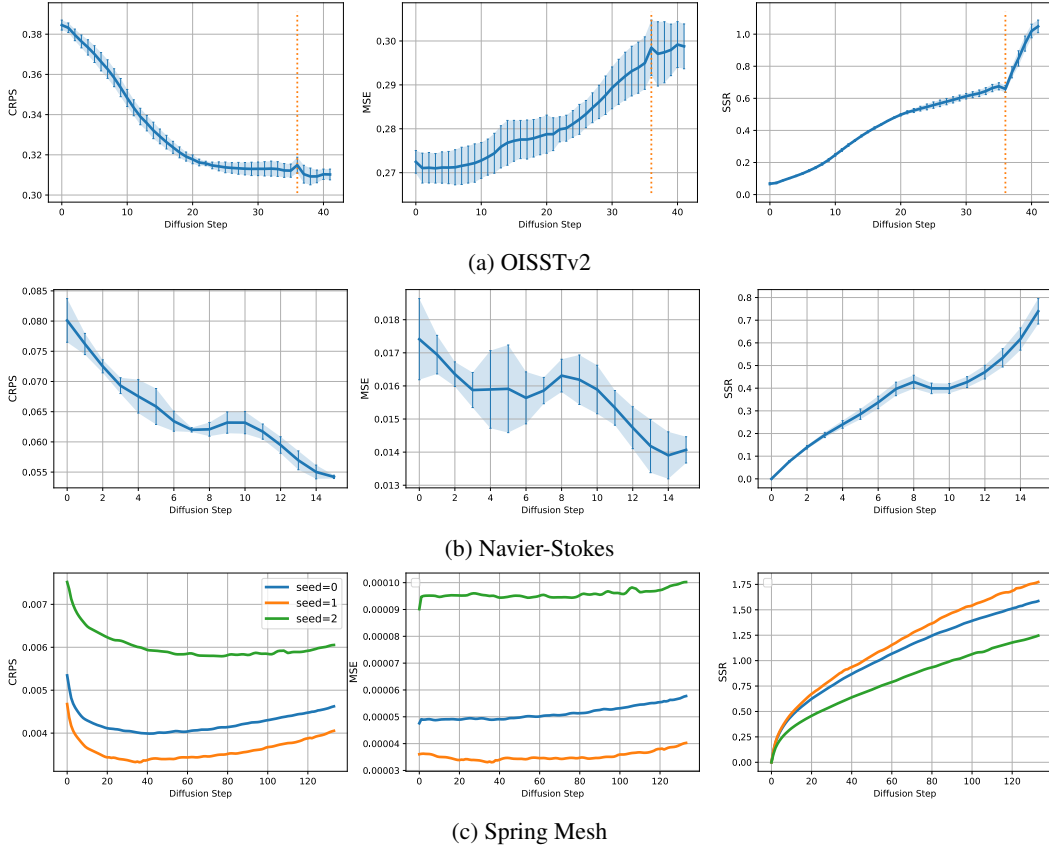 0.38
0.36
0.34
0.32
0.30
CRPS
0 10 20 30 40
Diffusion Step
0.30
0.29
0.28
0.27
MSE
0 10 20 30 40
Diffusion Step
1.0
0.8
0.6
0.4
0.2
0.0
SSR
0 10 20 30 40
Diffusion Step
(a) OISSTv2
0.085
0.080
0.075
0.070
0.065
0.060
0.055
CRPS
0 2 4 6 8 10 12 14
Diffusion Step
0.018
0.017
0.016
0.015
0.014
0.013
MSE
0 2 4 6 8 10 12 14
Diffusion Step
0.8
0.7
0.6
0.5
0.4
0.3
0.2
0.1
0.0
SSR
0 2 4 6 8 10 12 14
Diffusion Step
(b) Navier-Stokes
0.007
0.006
0.005
0.004
CRPS
seed=0
seed=1
seed=2
0 20 40 60 80 100 120
Diffusion Step
0.00010
0.00009
0.00008
0.00007
0.00006
0.00005
0.00004
0.00003
MSE
0 20 40 60 80 100 120
Diffusion Step
1.75
1.50
1.25
1.00
0.75
0.50
0.25
0.00
SSR
0 20 40 60 80 100 120
Diffusion Step
(c) Spring Mesh